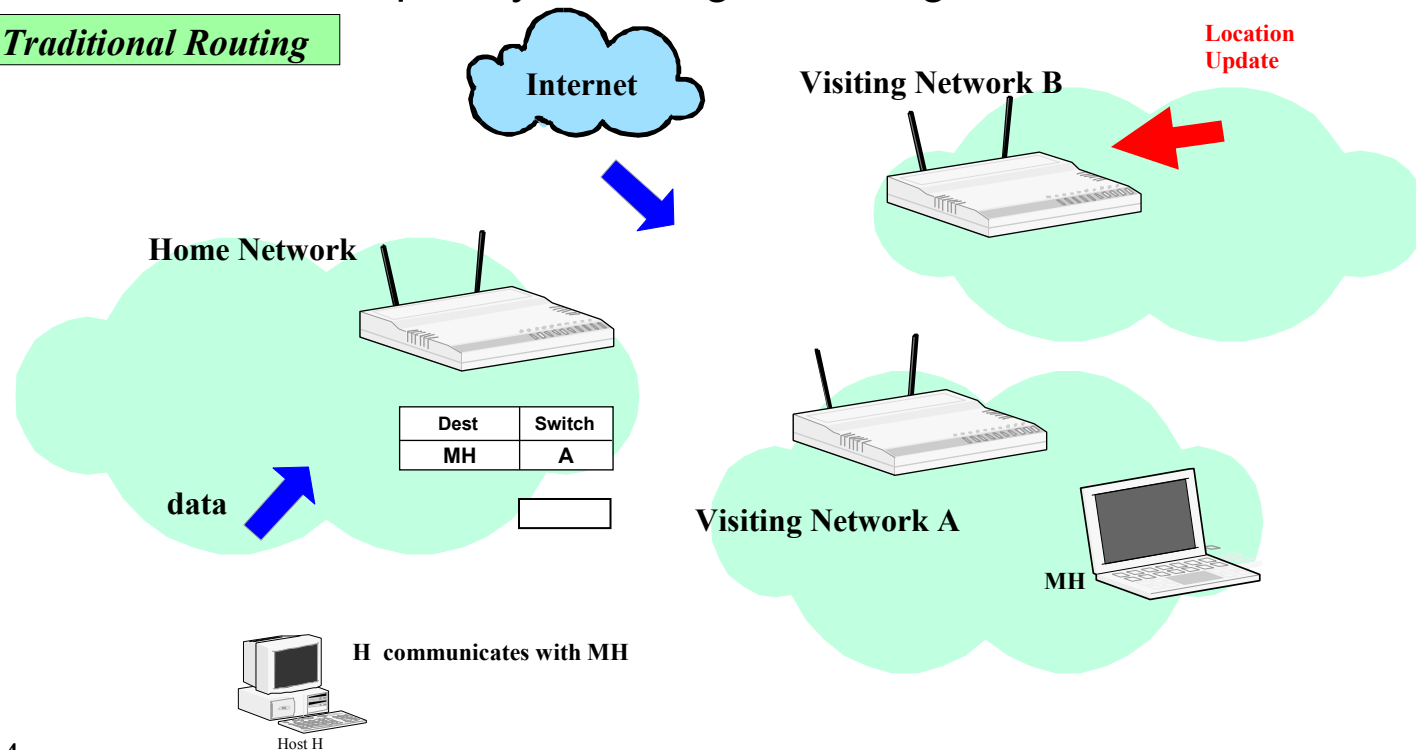 Traditional Routing
Internet
Location
Update
Visiting Network B
Home Network
Dest Switch
MH A
data
Visiting Network A
MH
H communicates with MH
Host H